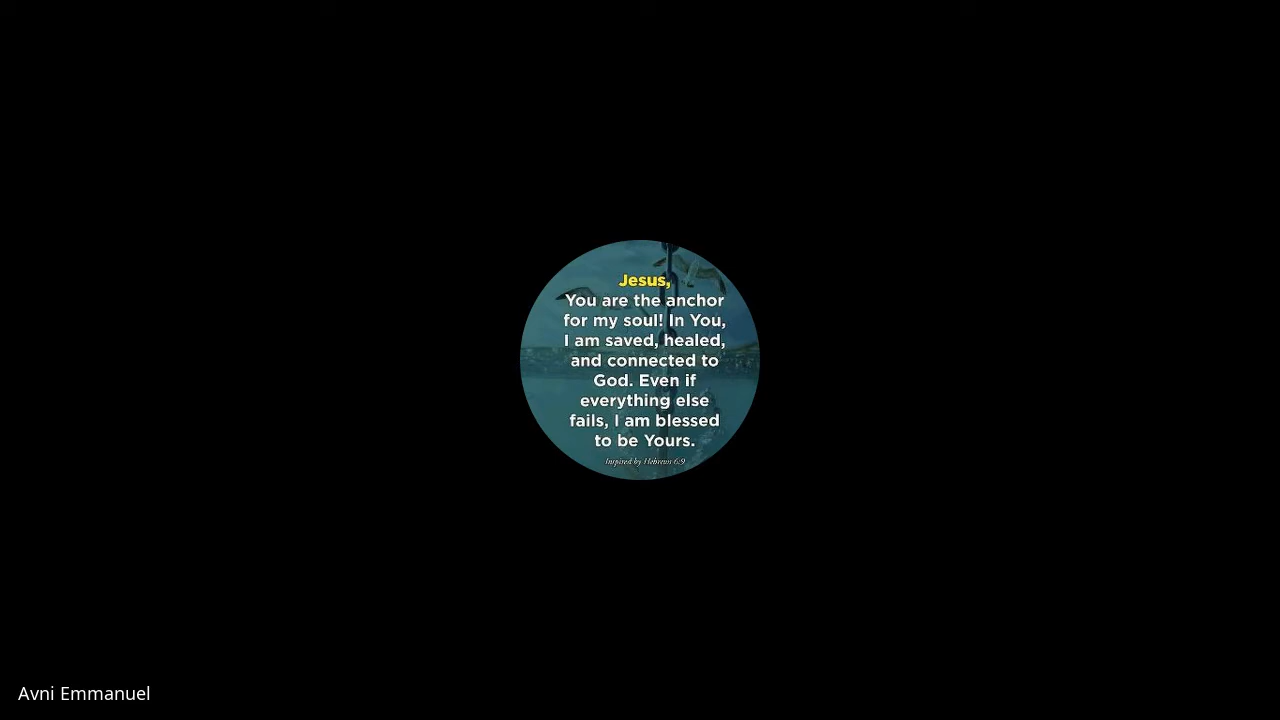 Jesus,
You are the anchor
for my soul! In You,
I am saved, healed,
and connected to
God. Even if
everything else
fails, I am blessed
to be Yours.
Inspired by Hebrews 6:9
Avni Emmanuel